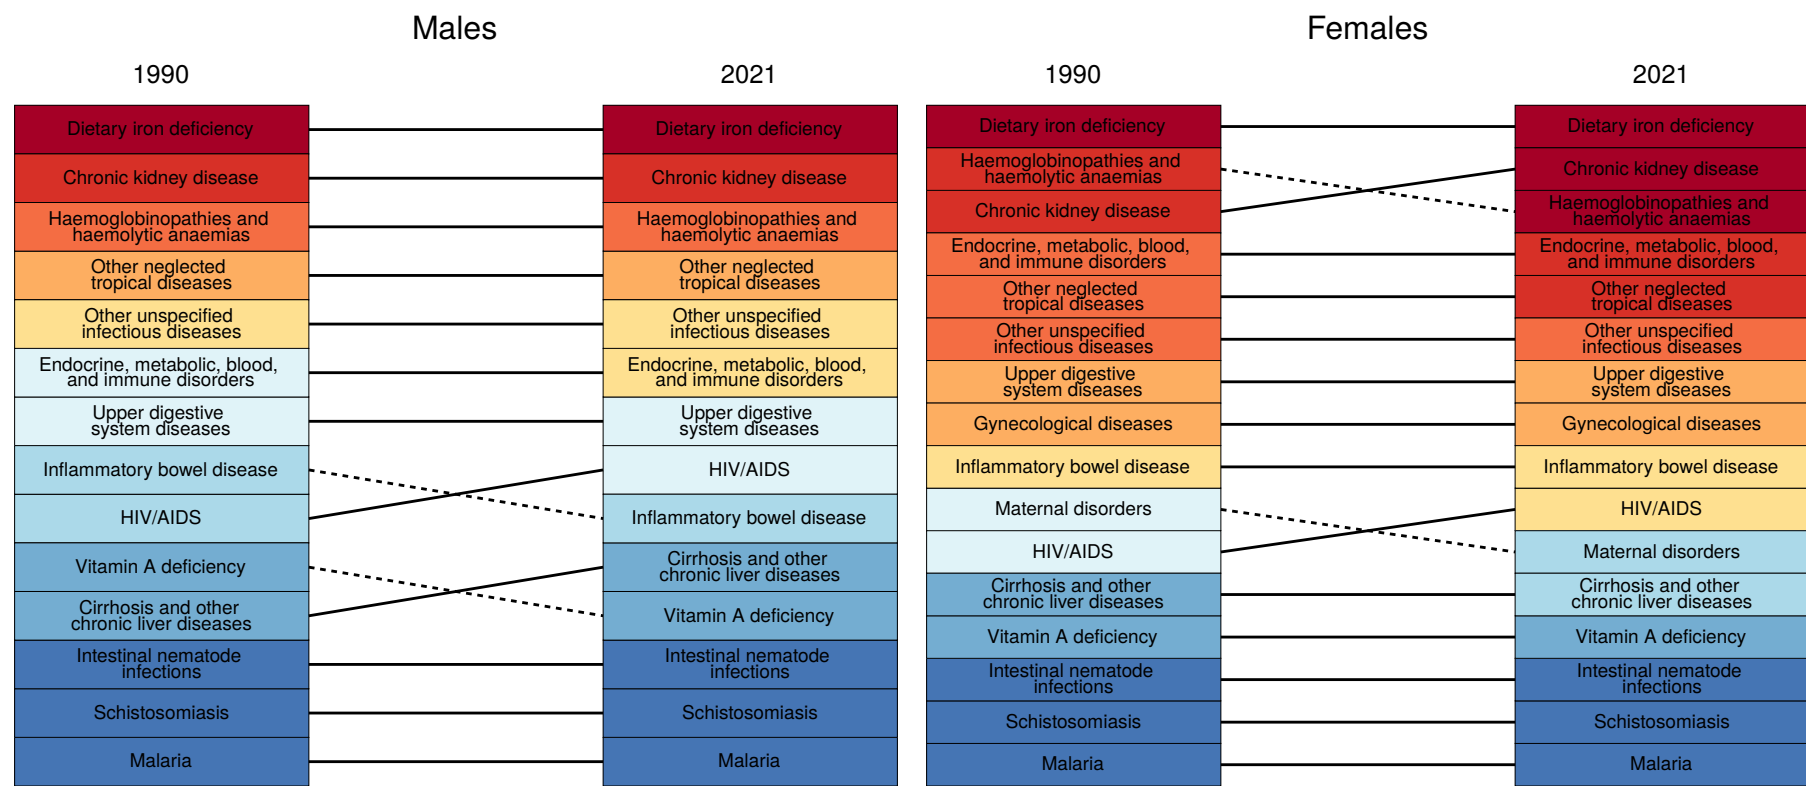 Males
1990
2021
Dietary iron deficiency
Chronic kidney disease
Haemoglobinopathies and
haemolytic anaemias
Other neglected
tropical diseases
Other unspecified
infectious diseases
Endocrine, metabolic, blood,
and immune disorders
Upper digestive
system diseases
Inflammatory bowel disease
HIV/AIDS
Vitamin A deficiency
Cirrhosis and other
chronic liver diseases
Intestinal nematode
infections
Schistosomiasis
Malaria
Dietary iron deficiency
Chronic kidney disease
Haemoglobinopathies and
haemolytic anaemias
Other neglected
tropical diseases
Other unspecified
infectious diseases
Endocrine, metabolic, blood,
and immune disorders
Upper digestive
system diseases
HIV/AIDS
Inflammatory bowel disease
Cirrhosis and other
chronic liver diseases
Vitamin A deficiency
Intestinal nematode
infections
Schistosomiasis
Malaria
Females
1990
2021
Dietary iron deficiency
Haemoglobinopathies and
haemolytic anaemias
Chronic kidney disease
Endocrine, metabolic, blood,
and immune disorders
Other neglected
tropical diseases
Other unspecified
infectious diseases
Upper digestive
system diseases
Gynecological diseases
Inflammatory bowel disease
Maternal disorders
HIV/AIDS
Cirrhosis and other
chronic liver diseases
Vitamin A deficiency
Intestinal nematode
infections
Schistosomiasis
Malaria
Dietary iron deficiency
Chronic kidney disease
Haemoglobinopathies and
haemolytic anaemias
Endocrine, metabolic, blood,
and immune disorders
Other neglected
tropical diseases
Other unspecified
infectious diseases
Upper digestive
system diseases
Gynecological diseases
Inflammatory bowel disease
HIV/AIDS
Maternal disorders
Cirrhosis and other
chronic liver diseases
Vitamin A deficiency
Intestinal nematode
infections
Schistosomiasis
Malaria